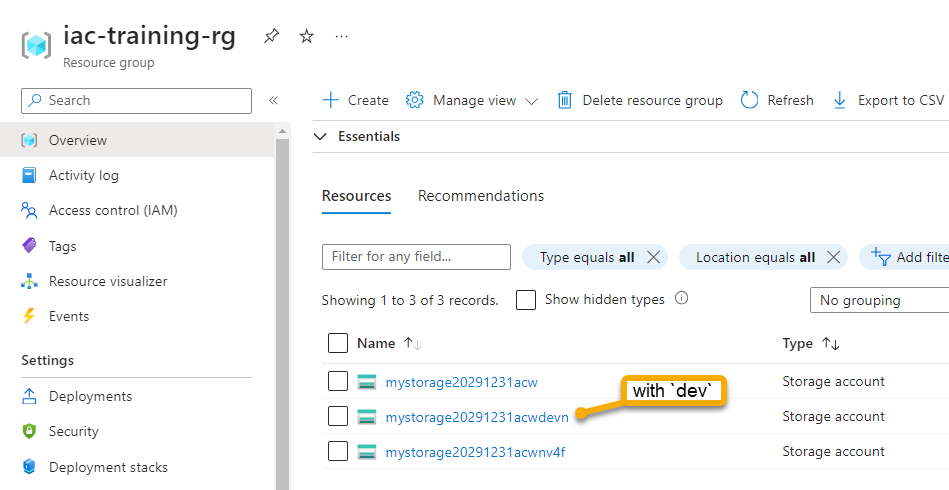 iac-training-rg
Resource group
Search
Overview
Activity log
Access control (IAM)
Tags
Resource visualizer
Events
Settings
Deployments
Security
Deployment stacks
Create Manage view Delete resource group Refresh Export to CSV
Essentials
Resources Recommendations
Filter for any field... Type equals all Location equals all Add filte
Showing 1 to 3 of 3 records. Show hidden types No grouping
Name Type
mystorage20291231acw Storage account
with `dev`
mystorage20291231acwdevn Storage account
mystorage20291231acwnv4f Storage account